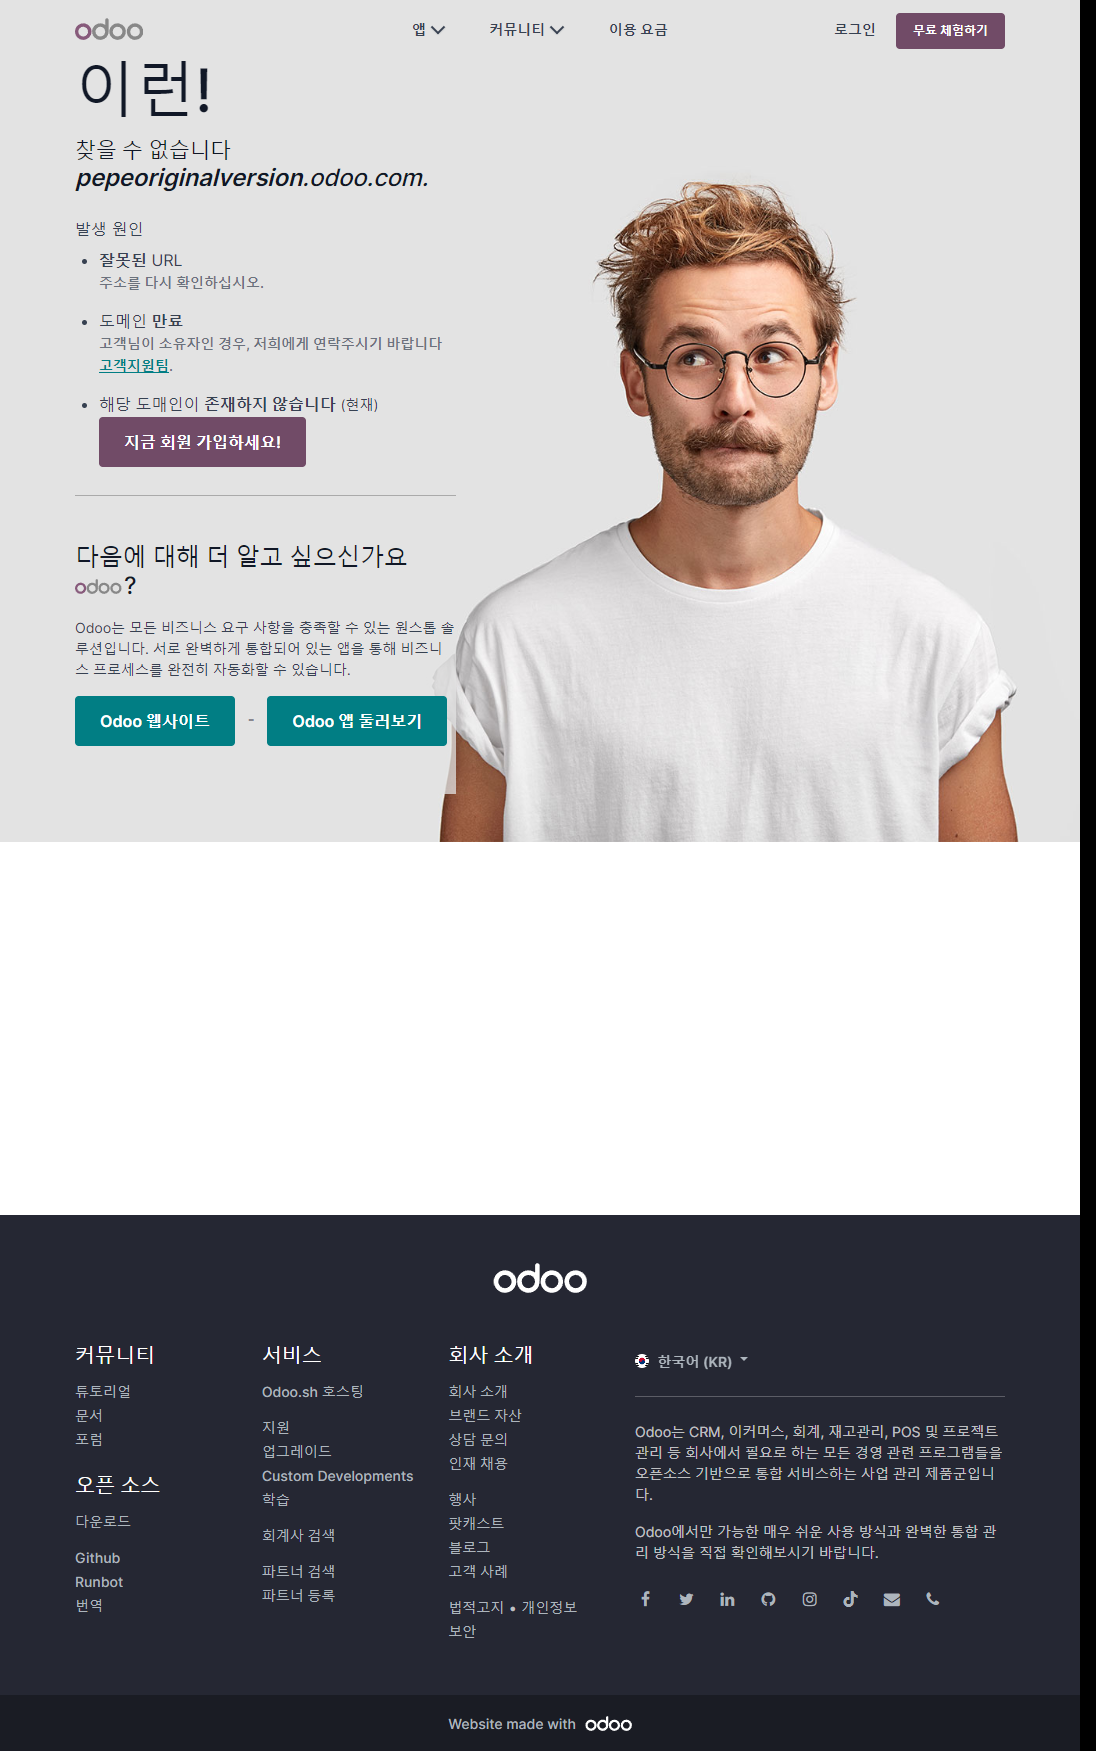 odoo
앱
커뮤니티
이용 요금
로그인
무료 체험하기
이런!
찾을 수 없습니다
pepeoriginalversion.odoo.com.
발생 원인
잘못된 URL
주소를 다시 확인하십시오.
도메인 만료
고객님이 소유자인 경우, 저희에게 연락주시기 바랍니다
고객지원팀.
해당 도매인이 존재하지 않습니다 (현재)
지금 회원 가입하세요!
다음에 대해 더 알고 싶으신가요
odoo?
Odoo는 모든 비즈니스 요구 사항을 충족할 수 있는 원스톱 솔
루션입니다. 서로 완벽하게 통합되어 있는 앱을 통해 비즈니
스 프로세스를 완전히 자동화할 수 있습니다.
Odoo 웹사이트 - Odoo 앱 둘러보기
odoo
커뮤니티
튜토리얼
문서
포럼
오픈 소스
다운로드
Github
Runbot
번역
서비스
Odoo.sh 호스팅
지원
업그레이드
Custom Developments
학습
회계사 검색
파트너 검색
파트너 등록
회사 소개
회사 소개
브랜드 자산
상담 문의
인재 채용
행사
팟캐스트
블로그
고객 사례
법적고지 • 개인정보
보안
한국어 (KR)
Odoo는 CRM, 이커머스, 회계, 재고관리, POS 및 프로젝트
관리 등 회사에서 필요로 하는 모든 경영 관련 프로그램들을
오픈소스 기반으로 통합 서비스하는 사업 관리 제품군입니
다.
Odoo에서만 가능한 매우 쉬운 사용 방식과 완벽한 통합 관
리 방식을 직접 확인해보시기 바랍니다.
Website made with odoo